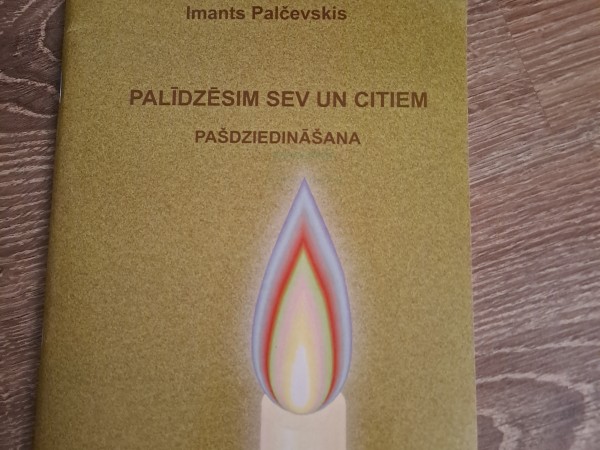 Imants Palčevskis
PALĪDZĒSIM SEV UN CITIEM
PAŠDZIEDINĀŠANA